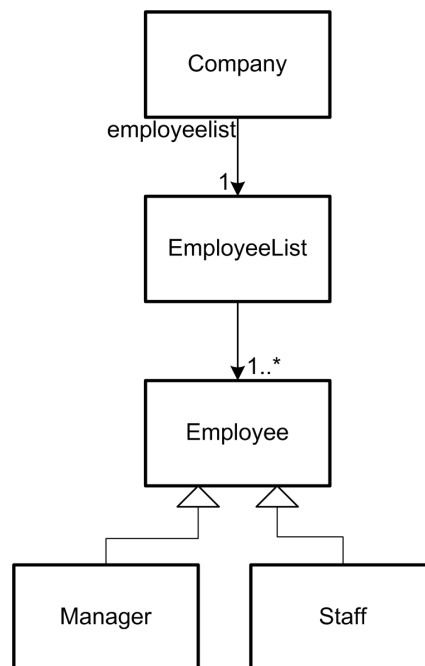 Company
employeelist
1
EmployeeList
1..*
Employee
Manager
Staff